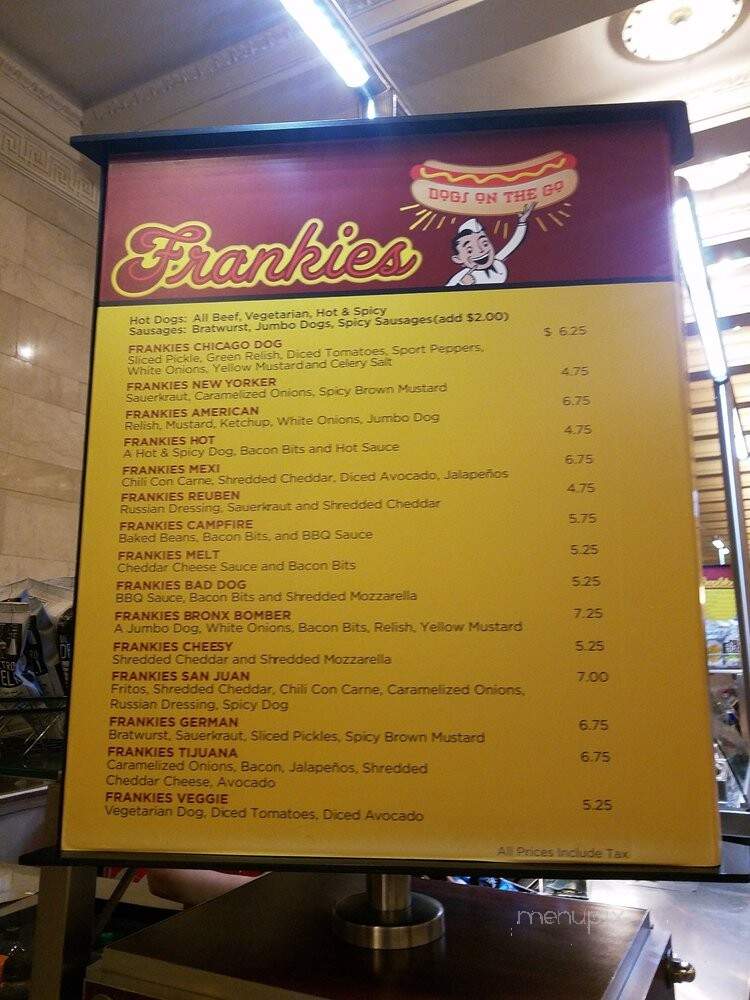 DOGS ON THE GO
Frankies
Hot Dogs: All Beef, Vegetarian, Hot & Spicy
Sausages: Bratwurst, Jumbo Dogs, Spicy Sausages(add $2.00)
FRANKIES CHICAGO DOG $ 6.25
Sliced Pickle, Green Relish, Diced Tomatoes, Sport Peppers,
White Onions, Yellow Mustard and Celery Salt
FRANKIES NEW YORKER 4.75
Sauerkraut, Caramelized Onions, Spicy Brown Mustard
FRANKIES AMERICAN 6.75
Relish, Mustard, Ketchup, White Onions, Jumbo Dog
FRANKIES HOT 4.75
A Hot & Spicy Dog, Bacon Bits and Hot Sauce
FRANKIES MEXI 6.75
Chili Con Carne, Shredded Cheddar, Diced Avocado, Jalapeños
FRANKIES REUBEN 4.75
Russian Dressing, Sauerkraut and Shredded Cheddar
FRANKIES CAMPFIRE 5.75
Baked Beans, Bacon Bits, and BBQ Sauce
FRANKIES MELT 5.25
Cheddar Cheese Sauce and Bacon Bits
FRANKIES BAD DOG 5.25
BBQ Sauce, Bacon Bits and Shredded Mozzarella
FRANKIES BRONX BOMBER 7.25
A Jumbo Dog, White Onions, Bacon Bits, Relish, Yellow Mustard
FRANKIES CHEESY 5.25
Shredded Cheddar and Shredded Mozzarella
FRANKIES SAN JUAN 7.00
Fritos, Shredded Cheddar, Chili Con Carne, Caramelized Onions,
Russian Dressing, Spicy Dog
FRANKIES GERMAN 6.75
Bratwurst, Sauerkraut, Sliced Pickles, Spicy Brown Mustard
FRANKIES TIJUANA 6.75
Caramelized Onions, Bacon, Jalapeños, Shredded
Cheddar Cheese, Avocado
FRANKIES VEGGIE 5.25
Vegetarian Dog, Diced Tomatoes, Diced Avocado
All Prices Include Tax
menupix